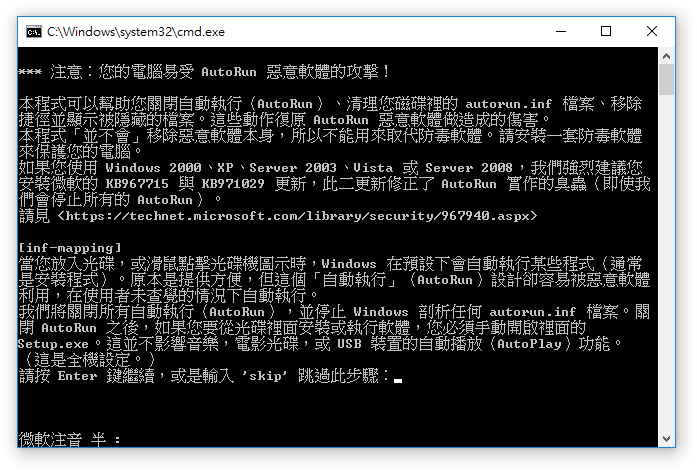 C:\Windows\system32\cmd.exe
*** 注意：您的電腦易受 AutoRun 惡意軟體的攻擊！
本程式可以幫助您關閉自動執行（AutoRun）、清理您磁碟裡的 autorun.inf 檔案、移除
捷徑並顯示被隱藏的檔案。這些動作復原 AutoRun 惡意軟體做造成的傷害。
本程式「並不會」移除惡意軟體本身，所以不能用來取代防毒軟體。請安裝一套防毒軟體
來保護您的電腦。
如果您使用 Windows 2000、XP、Server 2003、Vista 或 Server 2008，我們強烈建議您
安裝微軟的 KB967715 與 KB971029 更新，此二更新修正了 AutoRun 實作的臭蟲（即使我
們會停止所有的 AutoRun）。
請見 <https://technet.microsoft.com/library/security/967940.aspx>
[inf-mapping]
當您放入光碟，或滑鼠點擊光碟機圖示時，Windows 在預設下會自動執行某些程式（通常
是安裝程式）。原本是提供方便，但這個「自動執行」（AutoRun）設計卻容易被惡意軟體
利用，在使用者未查覺的情況下自動執行。
我們將關閉所有自動執行（AutoRun），並停止 Windows 剖析任何 autorun.inf 檔案。關
閉 AutoRun 之後，如果您要從光碟裡面安裝或執行軟體，您必須手動開啟裡面的
Setup.exe。這並不影響音樂，電影光碟，或 USB 裝置的自動播放（AutoPlay）功能。
（這是全機設定。）
請按 Enter 鍵繼續，或是輸入 'skip' 跳過此步驟：
微軟注音 半 ：